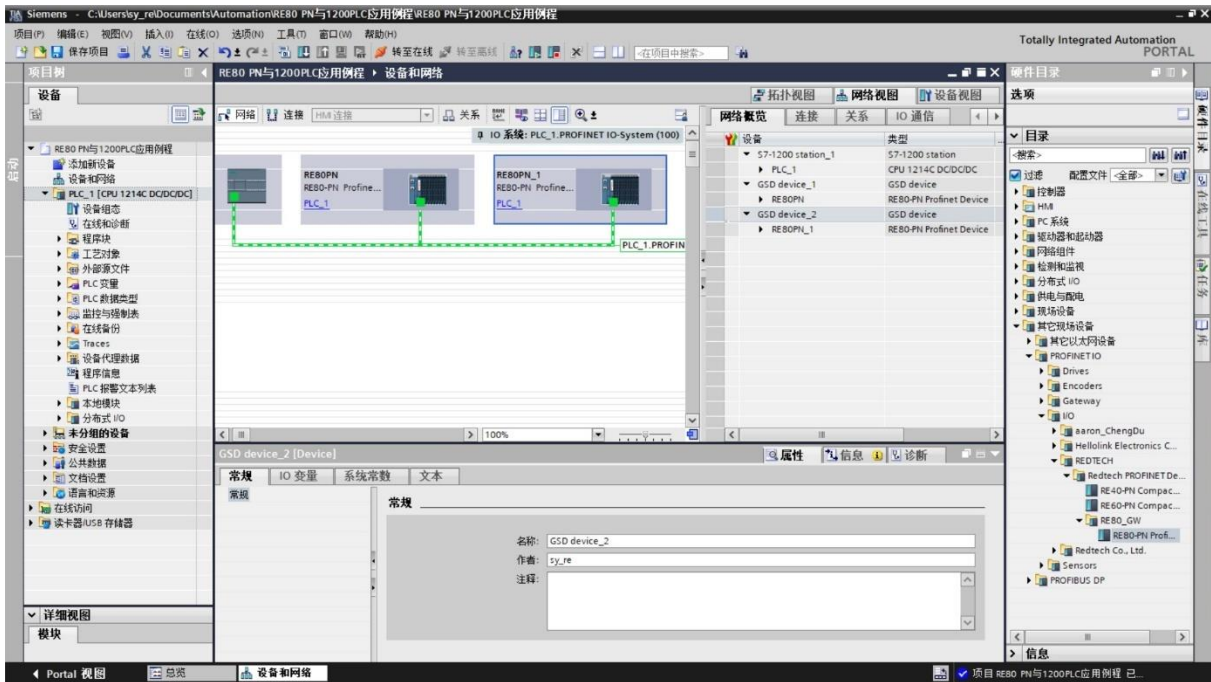 Siemens - C:\Users\sy_re\Documents\Automation\RE80 PN与1200PLC应用例程\RE80 PN与1200PLC应用例程
项目(P) 编辑(E) 视图(V) 插入(I) 在线(O) 选项(N) 工具(T) 窗口(W) 帮助(H)
Totally Integrated Automation
PORTAL
保存项目 转至在线 转至离线 <在项目中搜索>
项目树
RE80 PN与1200PLC应用例程 ▸ 设备和网络
硬件目录
设备
拓扑视图 网络视图 设备视图
选项
网络 连接 HMI连接 关系
网络概览 连接 关系 IO 通信
IO 系统: PLC_1.PROFINET IO-System (100)
启动
RE80 PN与1200PLC应用例程
添加新设备
设备和网络
PLC_1 [CPU 1214C DC/DC/DC]
设备组态
在线和诊断
程序块
工艺对象
外部源文件
PLC 变量
PLC 数据类型
监控与强制表
在线备份
Traces
设备代理数据
程序信息
PLC 报警文本列表
本地模块
分布式 I/O
未分组的设备
安全设置
公共数据
文档设置
语言和资源
在线访问
读卡器/USB 存储器
详细视图
模块
RE80PN
RE80-PN Profine...
PLC_1
RE80PN_1
RE80-PN Profine...
PLC_1
PLC_1.PROFIN
100%
设备 类型
S7-1200 station_1 S7-1200 station
PLC_1 CPU 1214C DC/DC/DC
GSD device_1 GSD device
RE80PN RE80-PN Profinet Device
GSD device_2 GSD device
RE80PN_1 RE80-PN Profinet Device
GSD device_2 [Device]
属性 信息 诊断
常规 IO 变量 系统常数 文本
常规
常规
名称: GSD device_2
作者: sy_re
注释:
目录
<搜索>
过滤 配置文件 <全部>
控制器
HMI
PC 系统
驱动器和起动器
网络组件
检测和监视
分布式 I/O
供电与配电
现场设备
其它现场设备
其它以太网设备
PROFINET IO
Drives
Encoders
Gateway
I/O
aaron_ChengDu
Hellolink Electronics C...
REDTECH
Redtech PROFINET De...
RE40-PN Compac...
RE60-PN Compac...
RE80_GW
RE80-PN Profi...
Redtech Co., Ltd.
Sensors
PROFIBUS DP
信息
硬件目录
在线工具
任务
库
Portal 视图 总览 设备和网络
项目 RE80 PN与1200PLC应用例程 已...